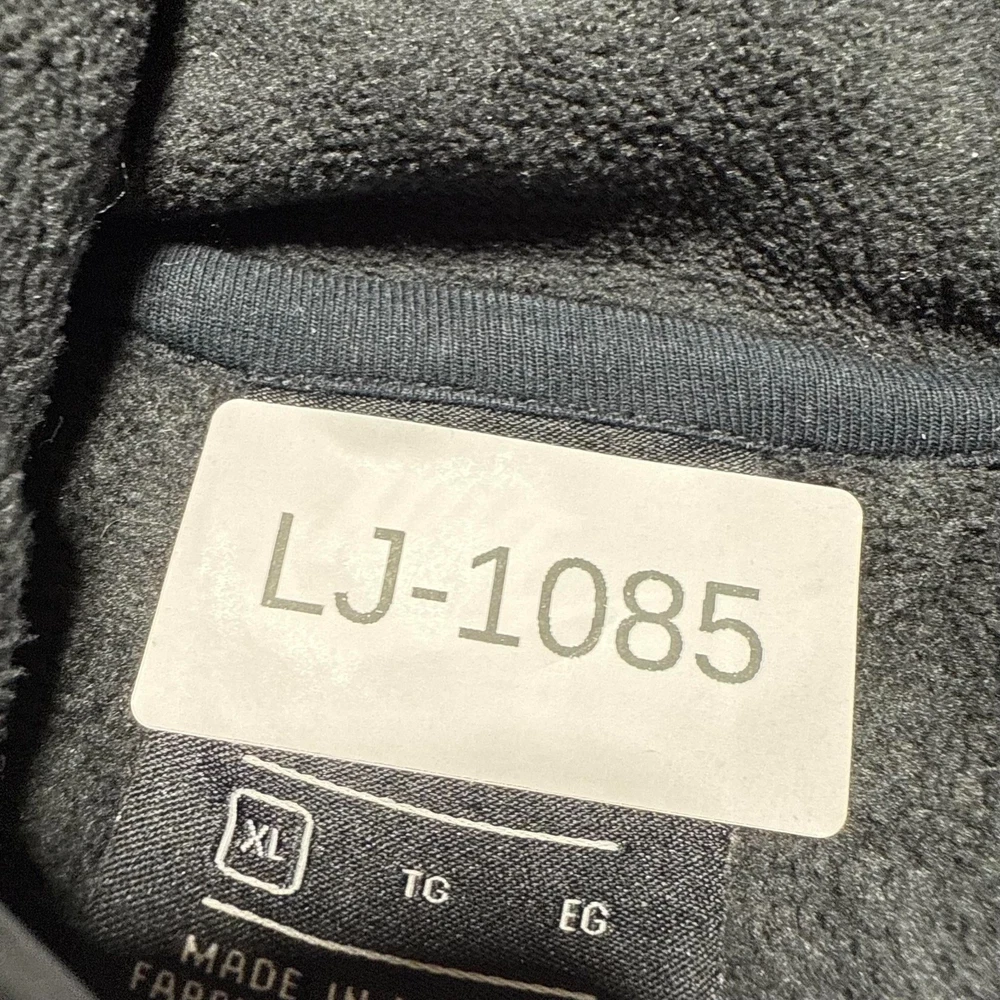 LJ-1085
XL TG EG
MADE IN